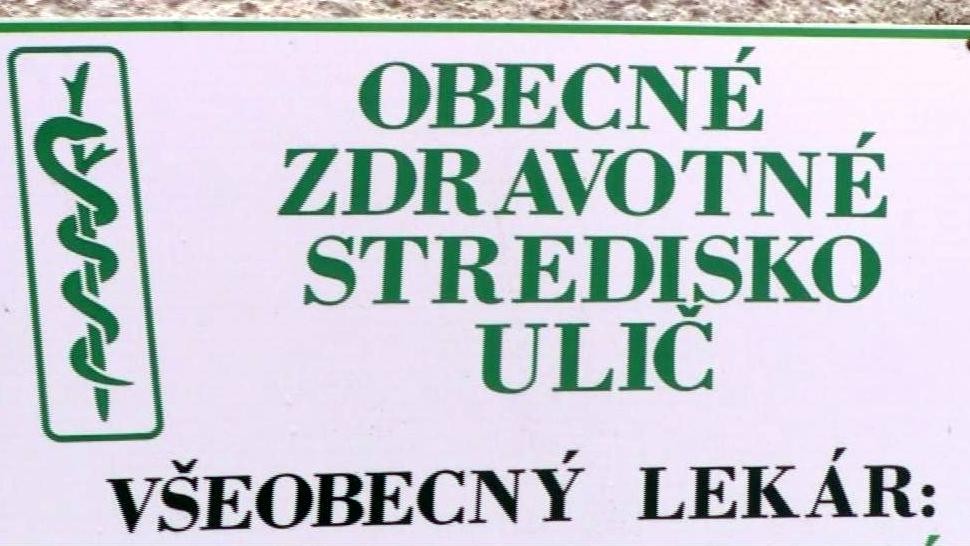 OBECNÉ
ZDRAVOTNÉ
STREDISKO
ULIČ
VŠEOBECNÝ LEKÁR: